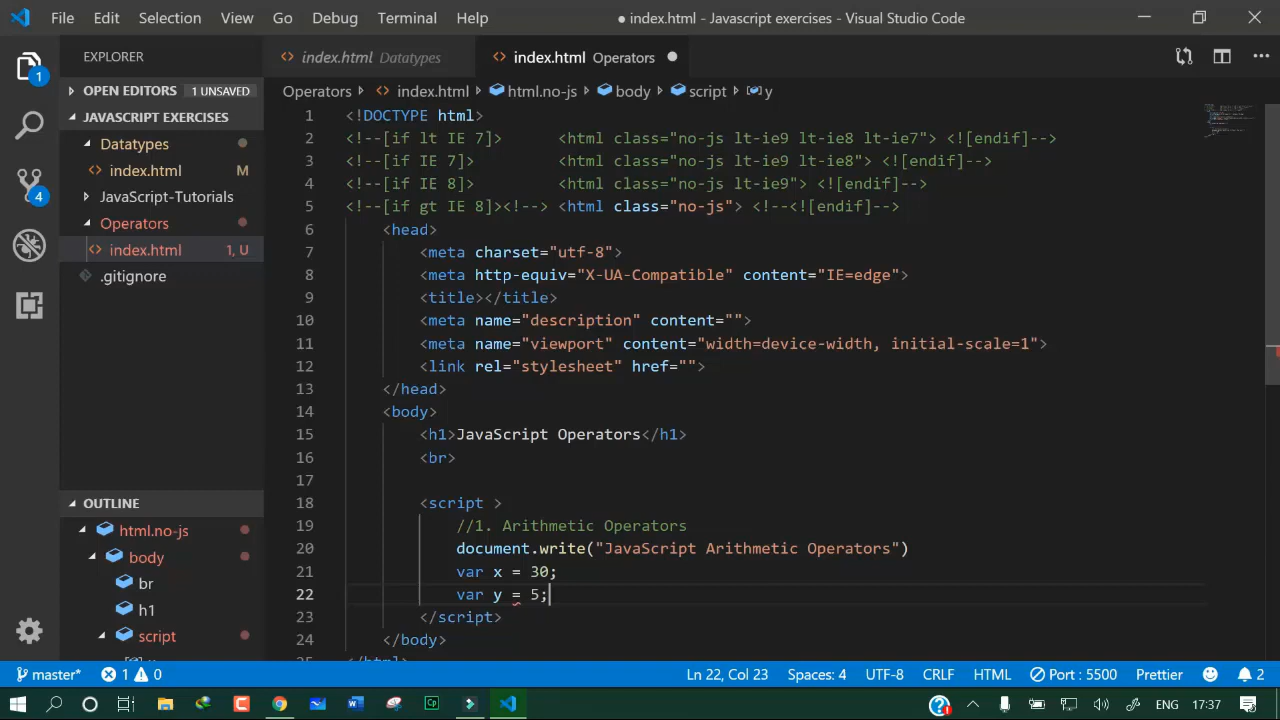 File Edit Selection View Go Debug Terminal Help ● index.html - Javascript exercises - Visual Studio Code
EXPLORER
OPEN EDITORS 1 UNSAVED
JAVASCRIPT EXERCISES
Datatypes
index.html M
JavaScript-Tutorials
Operators
index.html 1, U
.gitignore
OUTLINE
html.no-js
body
br
h1
script
index.html Datatypes index.html Operators
Operators index.html html.no-js body script y
1 <!DOCTYPE html>
2 <!--[if lt IE 7]>      <html class="no-js lt-ie9 lt-ie8 lt-ie7"> <![endif]-->
3 <!--[if IE 7]>         <html class="no-js lt-ie9 lt-ie8"> <![endif]-->
4 <!--[if IE 8]>         <html class="no-js lt-ie9"> <![endif]-->
5 <!--[if gt IE 8]><!--> <html class="no-js"> <!--<![endif]-->
6 <head>
7 <meta charset="utf-8">
8 <meta http-equiv="X-UA-Compatible" content="IE=edge">
9 <title></title>
10 <meta name="description" content="">
11 <meta name="viewport" content="width=device-width, initial-scale=1">
12 <link rel="stylesheet" href="">
13 </head>
14 <body>
15 <h1>JavaScript Operators</h1>
16 <br>
17
18 <script >
19 //1. Arithmetic Operators
20 document.write("JavaScript Arithmetic Operators")
21 var x = 30;
22 var y = 5;
23 </script>
24 </body>
25 </html>
master* 1 0 Ln 22, Col 23 Spaces: 4 UTF-8 CRLF HTML Port : 5500 Prettier 2
ENG 17:37